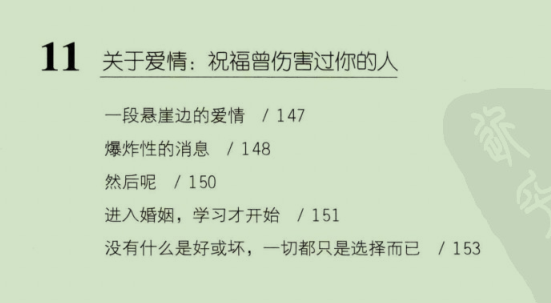 11 关于爱情：祝福曾伤害过你的人
一段悬崖边的爱情 / 147
爆炸性的消息 / 148
然后呢 / 150
进入婚姻，学习才开始 / 151
没有什么是好或坏，一切都只是选择而已 / 153